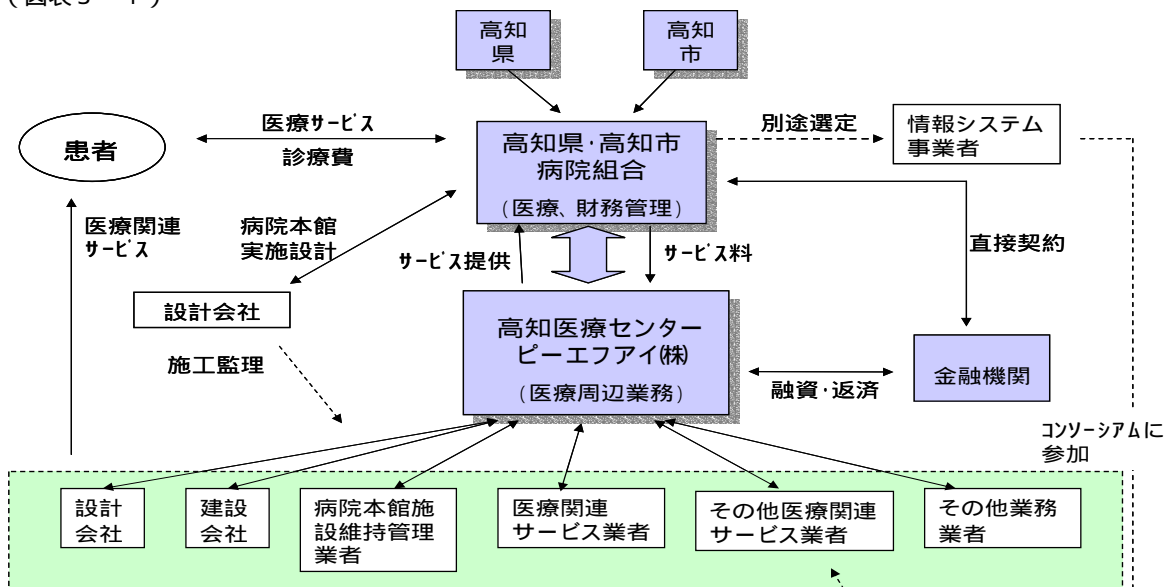 高知
県
高知
市
医療サービス
診療費
患者
高知県・高知市
病院組合
(医療、財務管理)
別途選定
情報システム
事業者
医療関連
サービス
病院本館
実施設計
サービス提供
サービス料
直接契約
設計会社
施工監理
高知医療センター
ピーエフアイ㈱
(医療周辺業務)
融資・返済
金融機関
コンソーシアムに
参加
設計
会社
建設
会社
病院本館施
設維持管理
業者
医療関連
サービス業者
その他医療関連
サービス業者
その他業務
業者